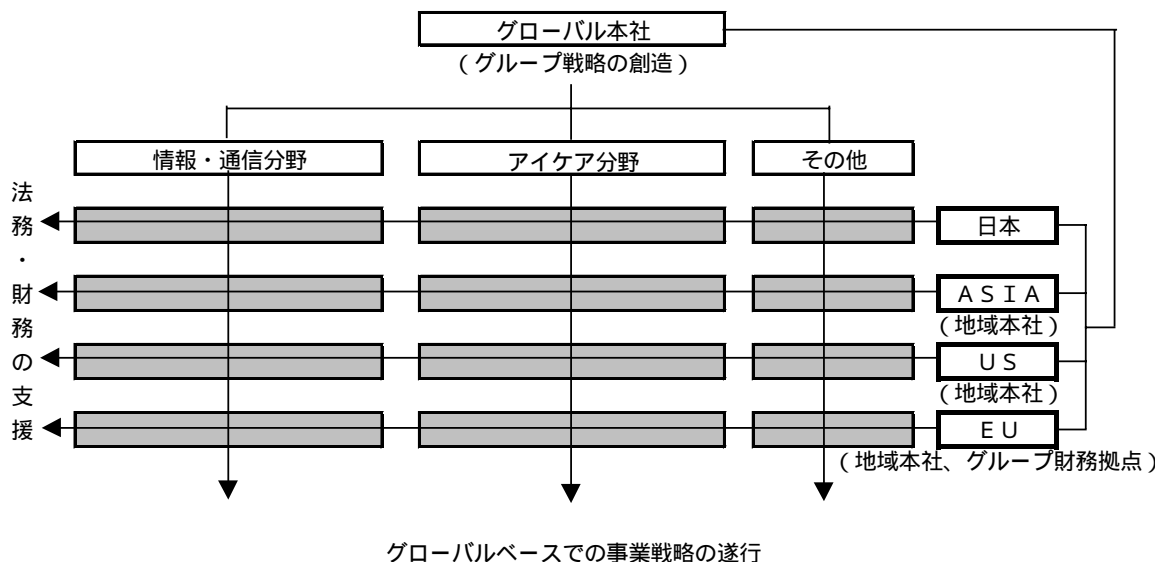 グローバル本社
(グループ戦略の創造)
情報・通信分野
アイケア分野
その他
法務・財務の支援
日本
ASIA
(地域本社)
US
(地域本社)
EU
(地域本社、グループ財務拠点)
グローバルベースでの事業戦略の遂行